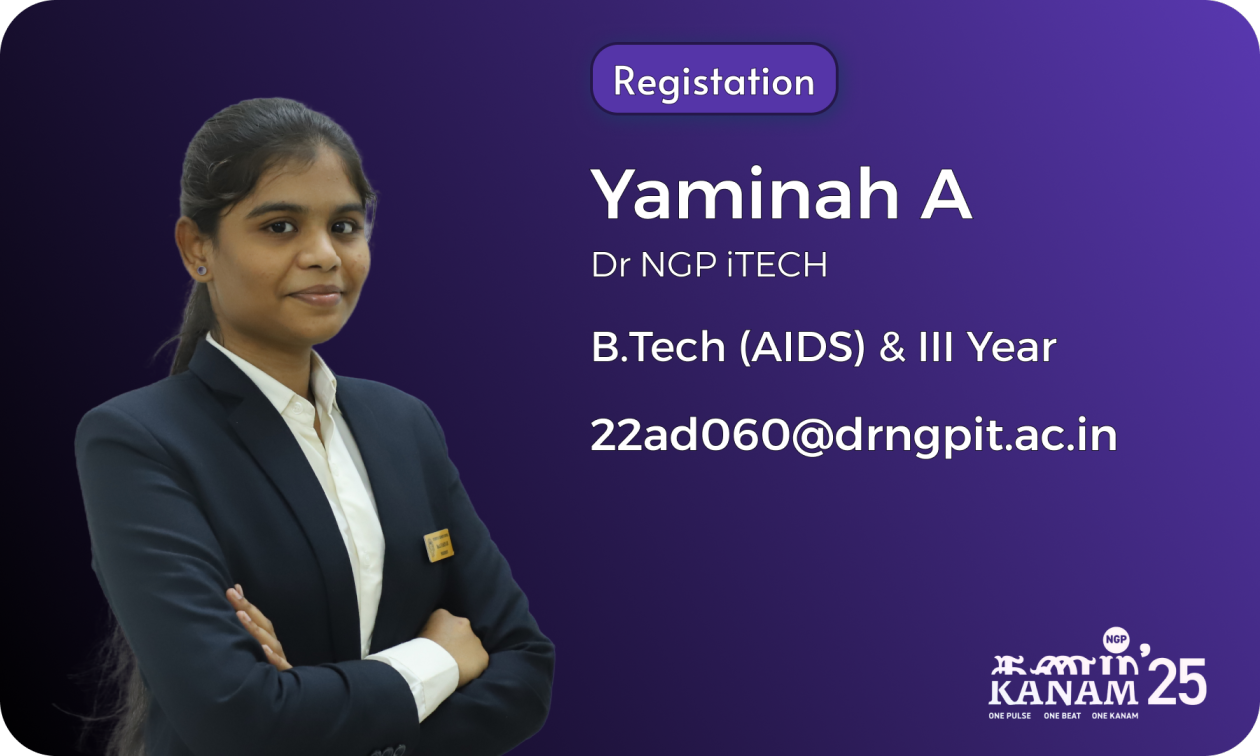 Registation
Yaminah A
Dr NGP iTECH
B.Tech (AIDS) & III Year
22ad060@drngpit.ac.in
NGP
KANAM'25
ONE PULSE ONE BEAT ONE KANAM